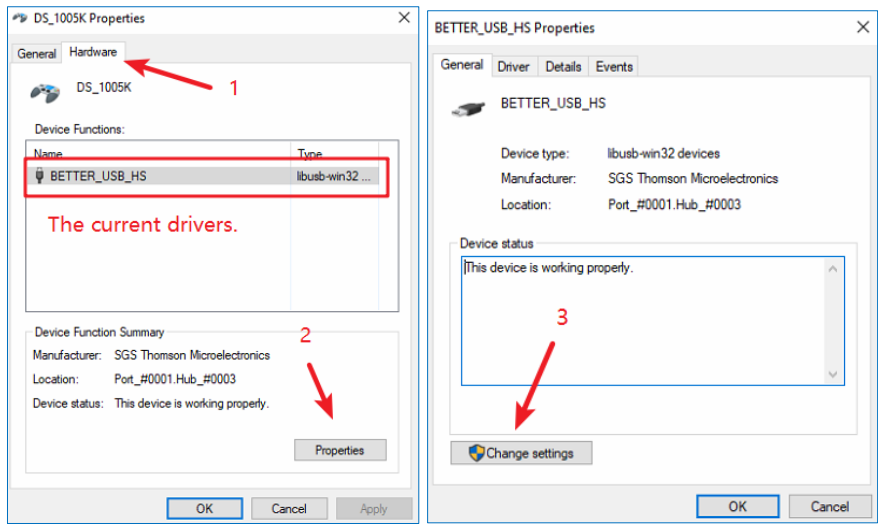 DS_1005K Properties
General
Hardware
1
DS_1005K
Device Functions:
Name
Type
BETTER_USB_HS
libusb-win32 ...
The current drivers.
Device Function Summary
2
Manufacturer: SGS Thomson Microelectronics
Location: Port_#0001.Hub_#0003
Device status: This device is working properly.
Properties
OK
Cancel
Apply
BETTER_USB_HS Properties
General
Driver
Details
Events
BETTER_USB_HS
Device type: libusb-win32 devices
Manufacturer: SGS Thomson Microelectronics
Location: Port_#0001.Hub_#0003
Device status
This device is working properly.
3
Change settings
OK
Cancel